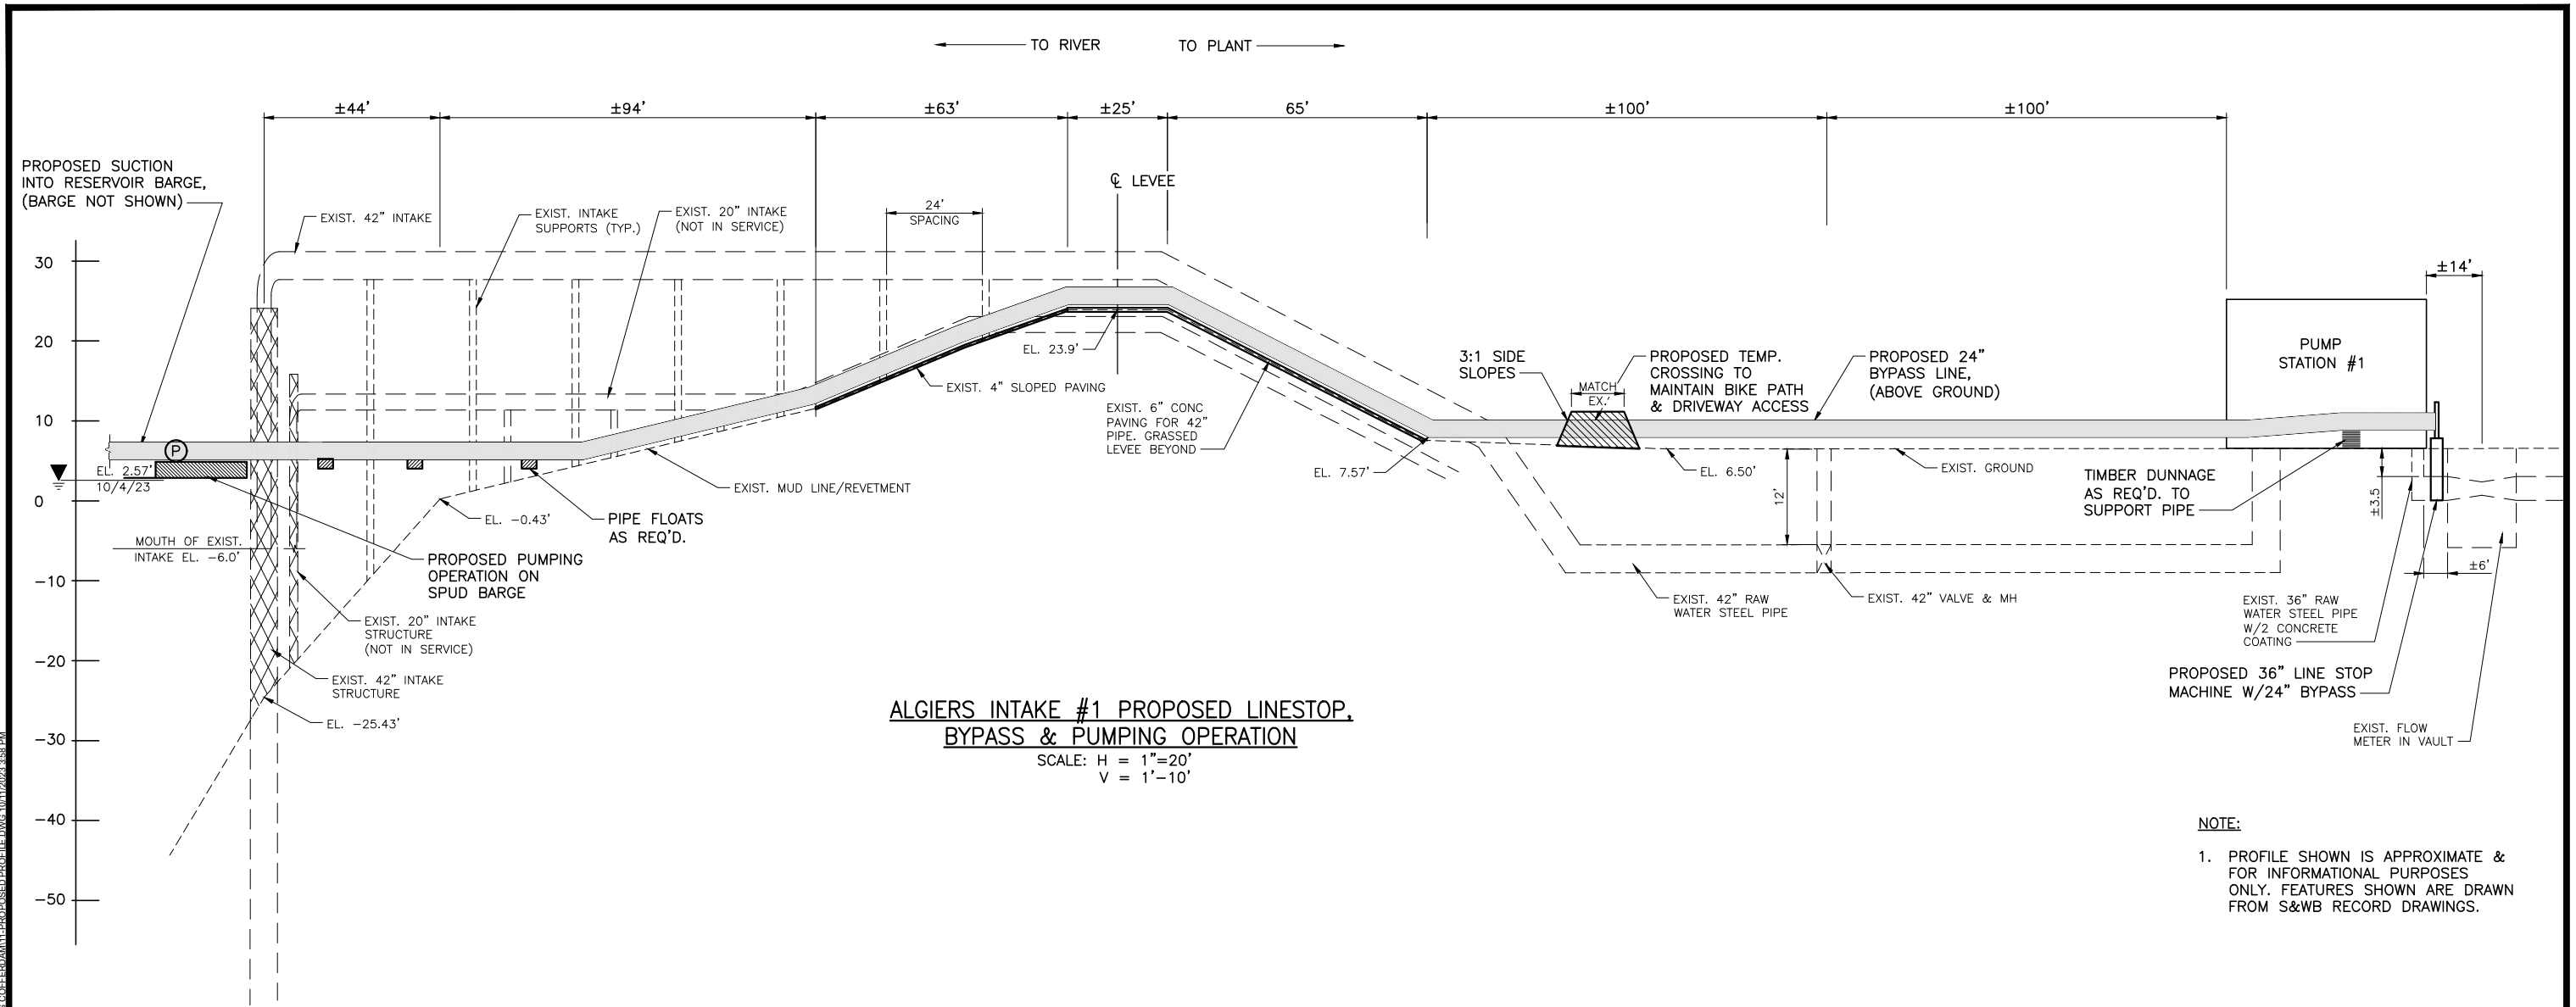 TO RIVER
TO PLANT
±44’
±94’
±63’
±25’
65’
±100’
±100’
PROPOSED SUCTION
INTO RESERVOIR BARGE,
(BARGE NOT SHOWN)
EXIST. 42” INTAKE
EXIST. INTAKE
SUPPORTS (TYP.)
EXIST. 20” INTAKE
(NOT IN SERVICE)
24’
SPACING
℄ LEVEE
30
20
10
0
-10
-20
-30
-40
-50
±14’
PUMP
STATION #1
EL. 23.9’
EXIST. 4” SLOPED PAVING
3:1 SIDE
SLOPES
MATCH
EX.’
PROPOSED TEMP.
CROSSING TO
MAINTAIN BIKE PATH
& DRIVEWAY ACCESS
PROPOSED 24”
BYPASS LINE,
(ABOVE GROUND)
EXIST. 6” CONC
PAVING FOR 42”
PIPE. GRASSED
LEVEE BEYOND
P
EL. 2.57’
10/4/23
EL. 7.57’
EL. 6.50’
EXIST. GROUND
TIMBER DUNNAGE
AS REQ’D. TO
SUPPORT PIPE
±3.5
12’
EXIST. MUD LINE/REVETMENT
EL. -0.43’
PIPE FLOATS
AS REQ’D.
MOUTH OF EXIST.
INTAKE EL. -6.0’
PROPOSED PUMPING
OPERATION ON
SPUD BARGE
±6’
EXIST. 42” RAW
WATER STEEL PIPE
EXIST. 42” VALVE & MH
EXIST. 36” RAW
WATER STEEL PIPE
W/2 CONCRETE
COATING
EXIST. 20” INTAKE
STRUCTURE
(NOT IN SERVICE)
EXIST. 42” INTAKE
STRUCTURE
PROPOSED 36” LINE STOP
MACHINE W/24” BYPASS
EL. -25.43’
EXIST. FLOW
METER IN VAULT
ALGIERS INTAKE #1 PROPOSED LINESTOP,
BYPASS & PUMPING OPERATION
SCALE: H = 1”=20’
V = 1’-10’
NOTE:
1. PROFILE SHOWN IS APPROXIMATE &
FOR INFORMATIONAL PURPOSES
ONLY. FEATURES SHOWN ARE DRAWN
FROM S&WB RECORD DRAWINGS.
COFFERDAM\11-PROPOSED PROFILE.DWG 10/11/2023 3:58 PM